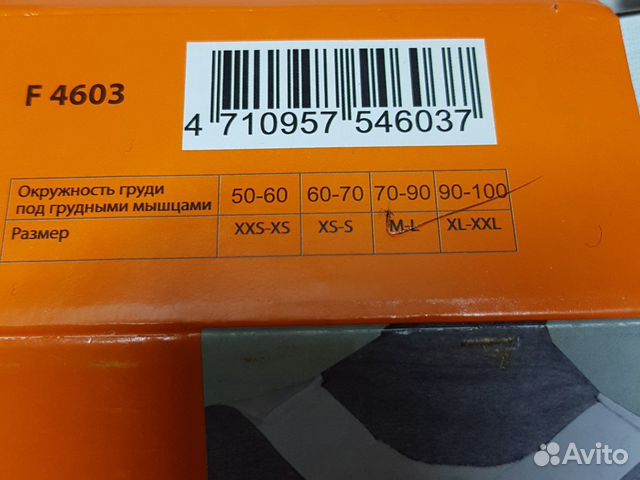 F 4603
4 710957 546037
Окружность груди под грудными мышцами 50-60 60-70 70-90 90-100
Размер XXS-XS XS-S M-L XL-XXL
Avito